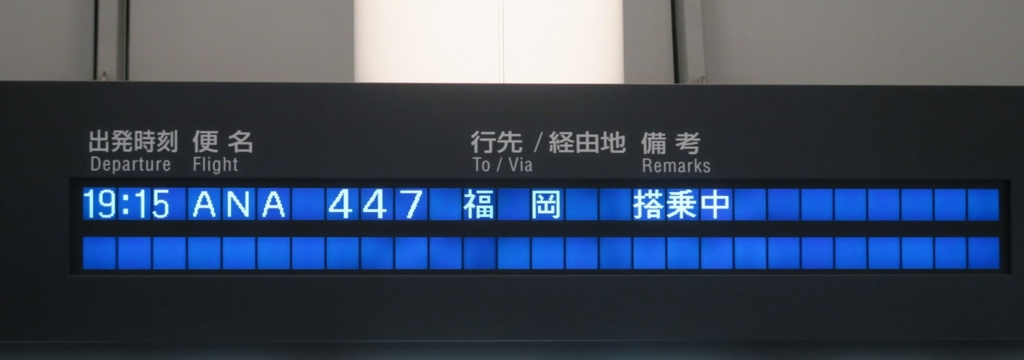 出発時刻 便名 行先 / 経由地 備考
Departure Flight To / Via Remarks
19:15 ANA 447 福岡 搭乗中